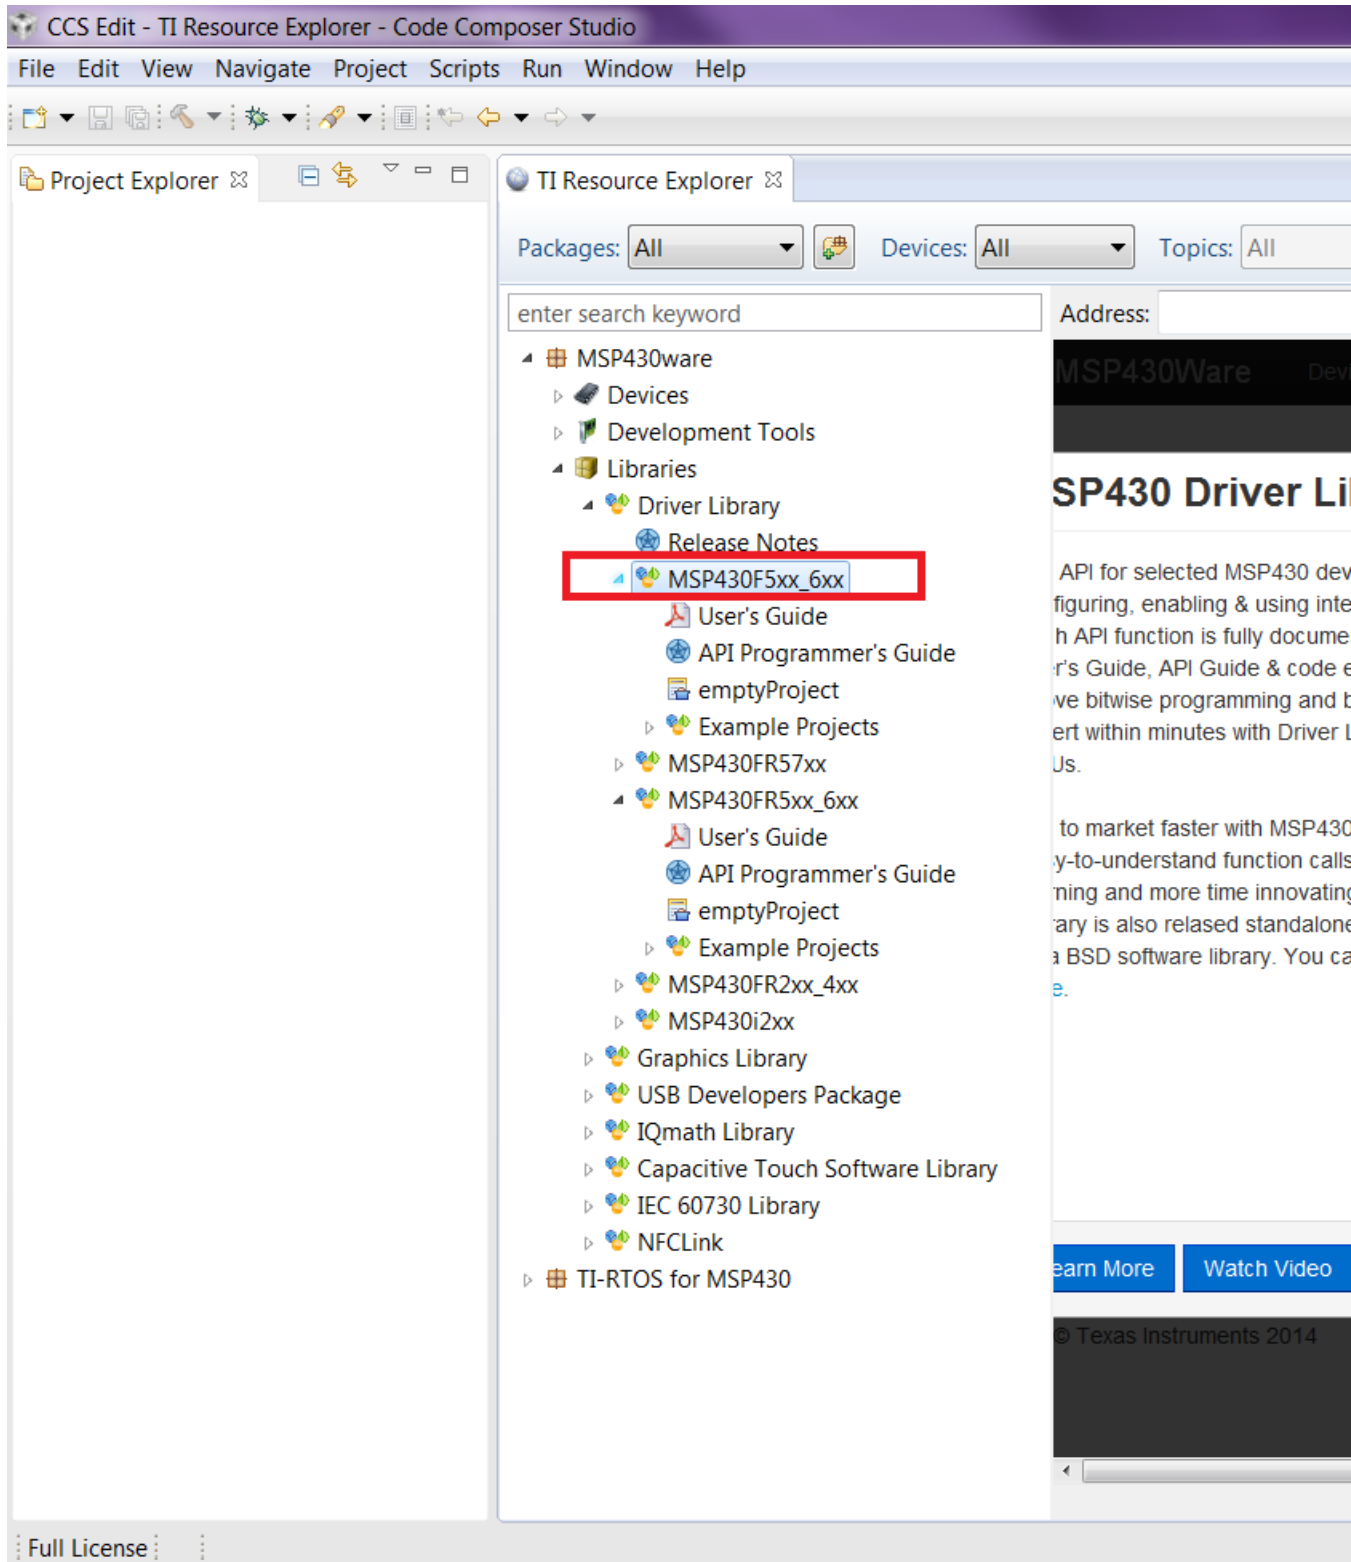 CCS Edit - TI Resource Explorer - Code Composer Studio
File Edit View Navigate Project Scripts Run Window Help
Project Explorer
TI Resource Explorer
Packages: All Devices: All Topics: All
enter search keyword
Address:
MSP430ware
Devices
Development Tools
Libraries
Driver Library
Release Notes
MSP430F5xx_6xx
User's Guide
API Programmer's Guide
emptyProject
Example Projects
MSP430FR57xx
MSP430FR5xx_6xx
User's Guide
API Programmer's Guide
emptyProject
Example Projects
MSP430FR2xx_4xx
MSP430i2xx
Graphics Library
USB Developers Package
IQmath Library
Capacitive Touch Software Library
IEC 60730 Library
NFCLink
TI-RTOS for MSP430
MSP430Ware Dev
SP430 Driver Li
API for selected MSP430 dev
figuring, enabling & using inte
h API function is fully docume
r's Guide, API Guide & code e
ve bitwise programming and b
ert within minutes with Driver L
Us.
to market faster with MSP430
y-to-understand function calls
rning and more time innovating
rary is also relased standalone
a BSD software library. You ca
e.
earn More Watch Video
© Texas Instruments 2014
Full License